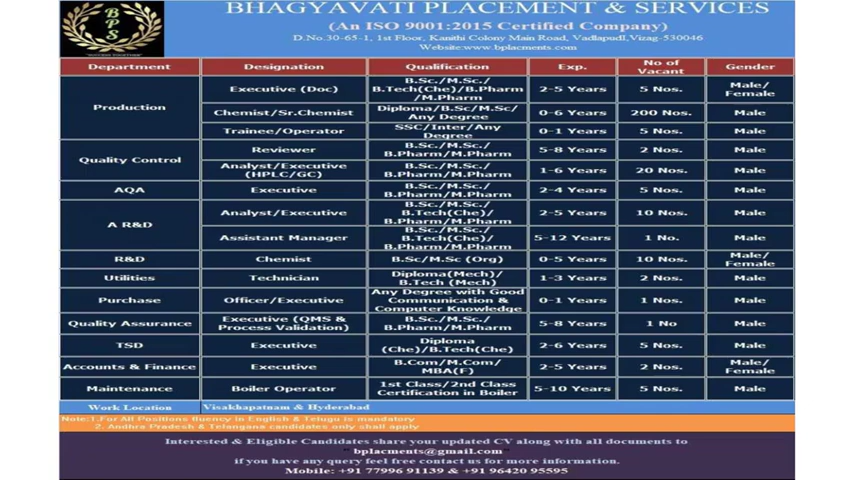 BPS
BHAGYAVATI PLACEMENT & SERVICES
(An ISO 9001:2015 Certified Company)
D.No.30-65-1, 1st Floor, Kanithi Colony Main Road, Vadlapudi,Vizag-530046
Website:www.bplacments.com
Department Designation Qualification Exp. No of Vacant Gender
Production Executive (Doc) B.Sc./M.Sc./ B.Tech(Che)/B.Pharm /M.Pharm 2-5 Years 5 Nos. Male/ Female
Chemist/Sr.Chemist Diploma/B.Sc/M.Sc/ Any Degree 0-6 Years 200 Nos. Male
Trainee/Operator SSC/Inter/Any Degree 0-1 Years 5 Nos. Male
Quality Control Reviewer B.Sc./M.Sc./ B.Pharm/M.Pharm 5-8 Years 2 Nos. Male
Analyst/Executive (HPLC/GC) B.Sc./M.Sc./ B.Pharm/M.Pharm 1-6 Years 20 Nos. Male
AQA Executive B.Sc./M.Sc./ B.Pharm/M.Pharm 2-4 Years 5 Nos. Male
A R&D Analyst/Executive B.Sc./M.Sc./ B.Tech(Che)/ B.Pharm/M.Pharm 2-5 Years 10 Nos. Male
Assistant Manager B.Sc./M.Sc./ B.Tech(Che)/ B.Pharm/M.Pharm 5-12 Years 1 No. Male
R&D Chemist B.Sc/M.Sc (Org) 0-5 Years 10 Nos. Male/ Female
Utilities Technician Diploma(Mech)/ B.Tech (Mech) 1-3 Years 2 Nos. Male
Purchase Officer/Executive Any Degree with Good Communication & Computer Knowledge 0-1 Years 1 Nos. Male
Quality Assurance Executive (QMS & Process Validation) B.Sc./M.Sc./ B.Pharm/M.Pharm 5-8 Years 1 No Male
TSD Executive Diploma (Che)/B.Tech(Che) 2-6 Years 5 Nos. Male
Accounts & Finance Executive B.Com/M.Com/ MBA(F) 2-5 Years 2 Nos. Male/ Female
Maintenance Boiler Operator 1st Class/2nd Class Certification in Boiler 5-10 Years 5 Nos. Male
Work Location Visakhapatnam & Hyderabad
Note:1.For All Positions fluency in English & Telugu is mandatory
2. Andhra Pradesh & Telangana candidates only shall apply
Interested & Eligible Candidates share your updated CV along with all documents to
"bplacments@gmail.com"
if you have any query feel free contact us for more information.
Mobile: +91 77996 91139 & +91 96420 95595